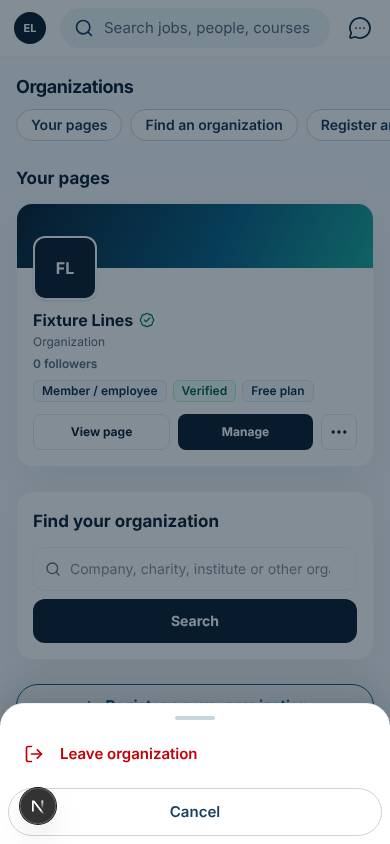 EL
Search jobs, people, courses
Organizations
Your pages
Find an organization
Register a
Your pages
FL
Fixture Lines
Organization
0 followers
Member / employee
Verified
Free plan
View page
Manage
Find your organization
Company, charity, institute or other org.
Search
Leave organization
N
Cancel